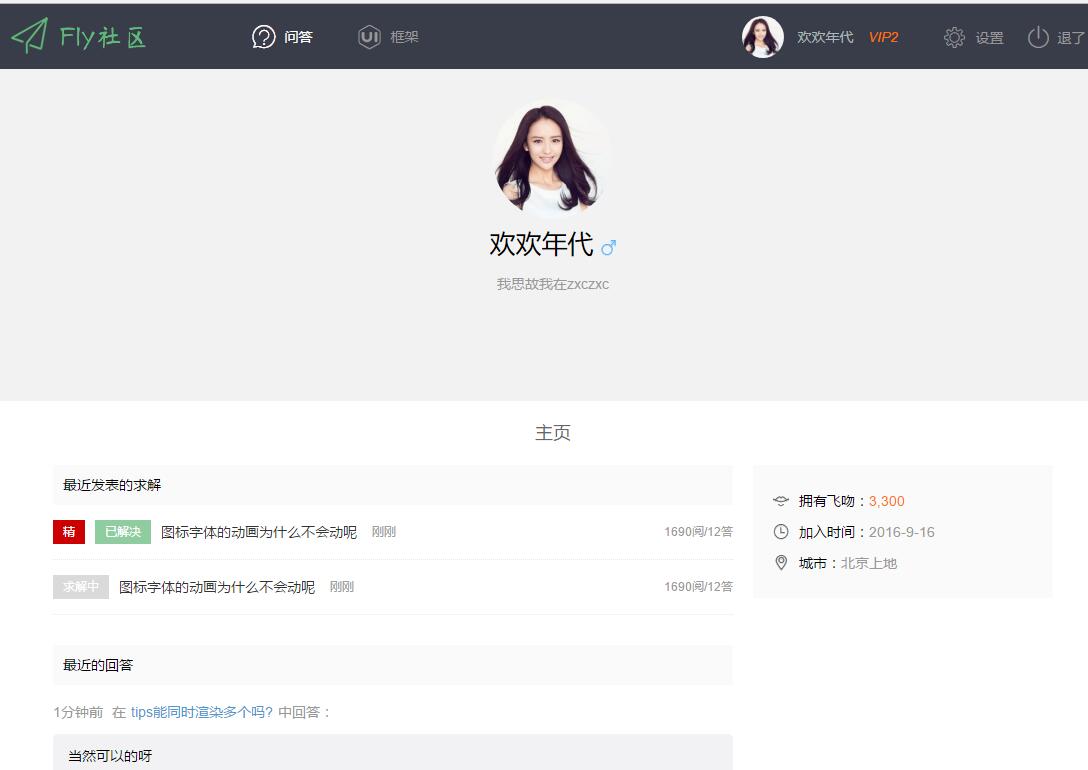 Fly社区 问答 UI 框架 欢欢年代 VIP2 设置 退了
欢欢年代
我思故我在zxczxc
主页
最近发表的求解
精 已解决 图标字体的动画为什么不会动呢 刚刚 1690阅/12答
求解中 图标字体的动画为什么不会动呢 刚刚 1690阅/12答
最近的回答
1分钟前 在 tips能同时渲染多个吗? 中回答：
当然可以的呀
拥有飞吻：3,300
加入时间：2016-9-16
城市：北京上地